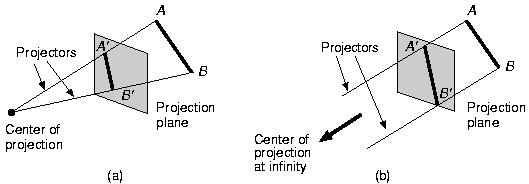 A
A′
Projectors
B
B′
Center of
projection
Projection
plane
(a)
A
Projectors
A′
B
B′
Projection
plane
Center of
projection
at infinity
(b)